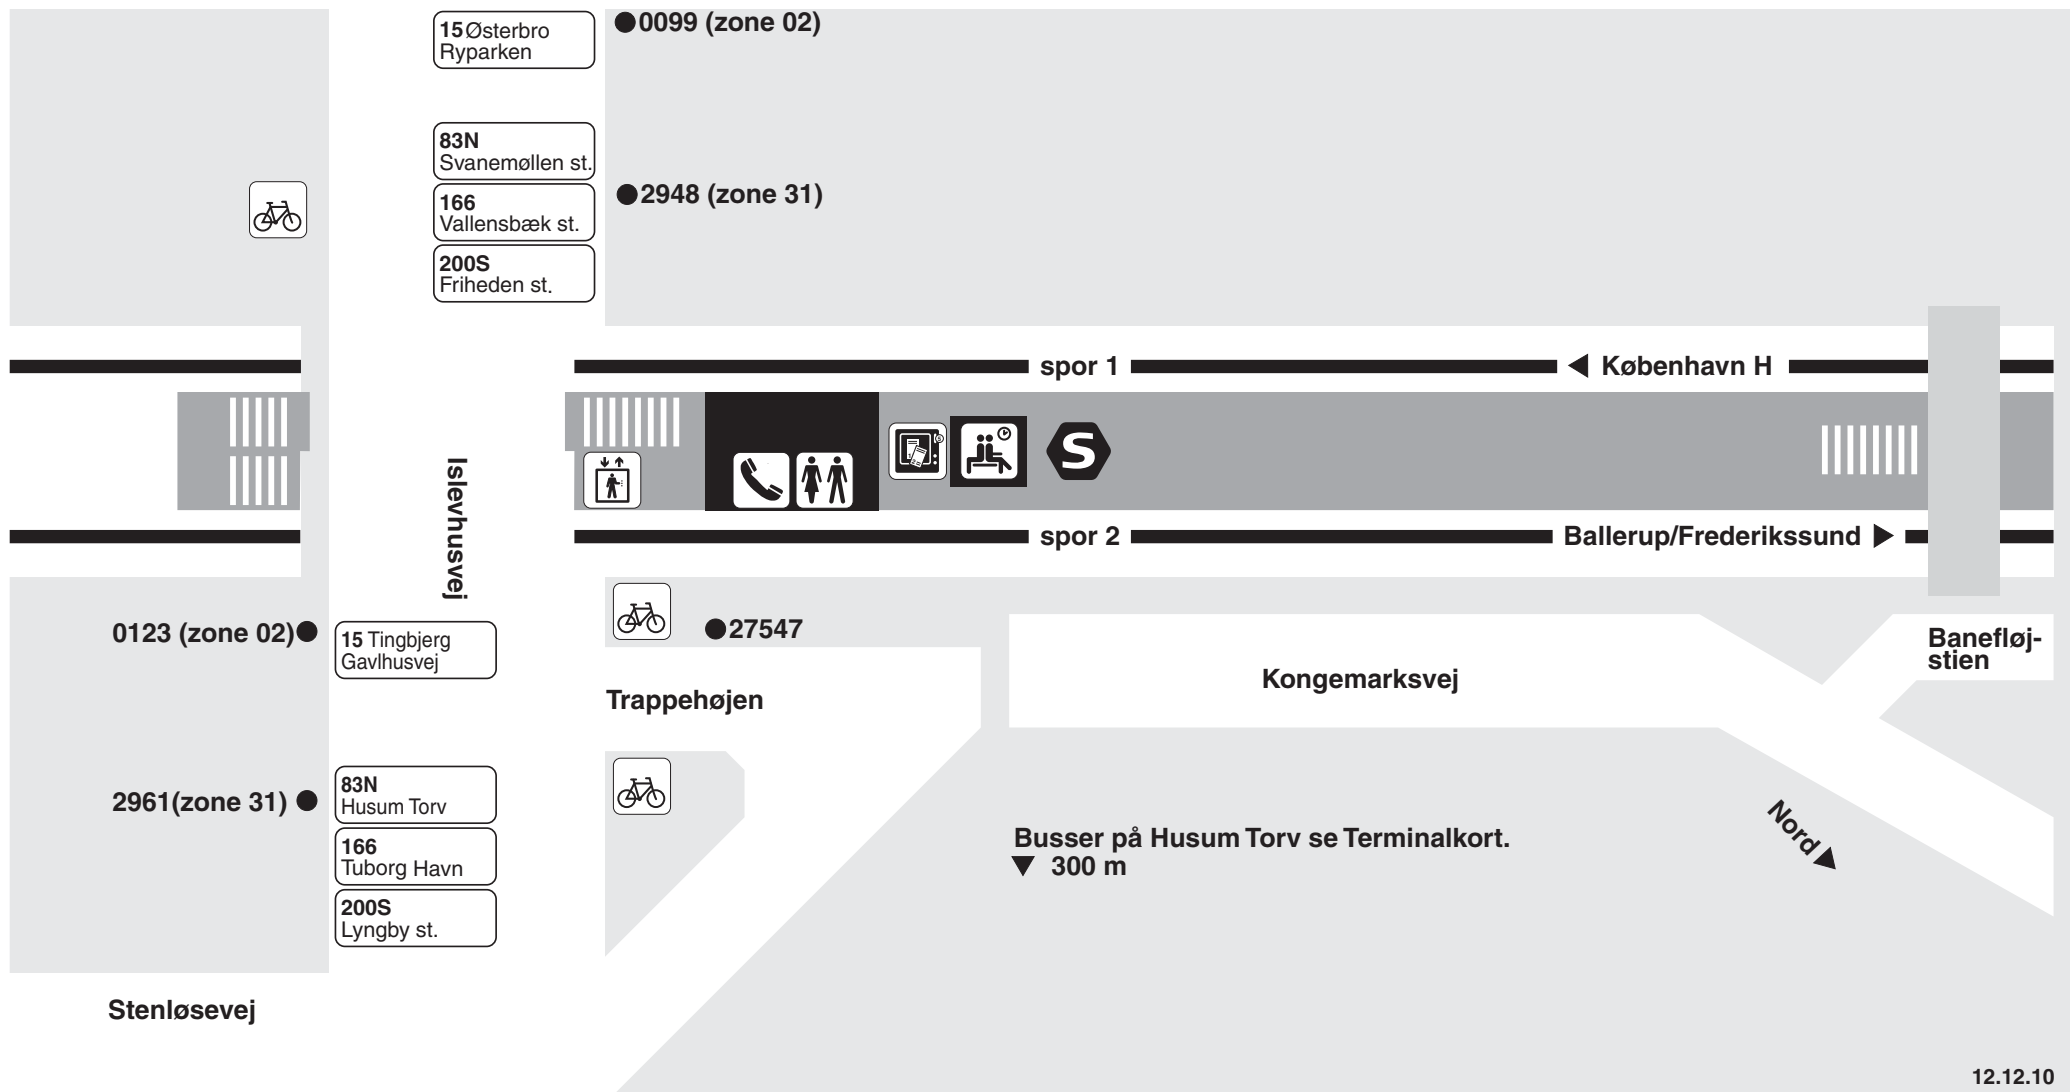 15 Østerbro
Ryparken
0099 (zone 02)
83N
Svanemøllen st.
166
Vallensbæk st.
200S
Friheden st.
2948 (zone 31)
spor 1
København H
S
Islevhusvej
spor 2
Ballerup/Frederikssund
0123 (zone 02)
15 Tingbjerg
Gavlhusvej
27547
Trappehøjen
Kongemarksvej
Banefløj-
stien
2961(zone 31)
83N
Husum Torv
166
Tuborg Havn
200S
Lyngby st.
Busser på Husum Torv se Terminalkort.
300 m
Nord
Stenløsevej
12.12.10